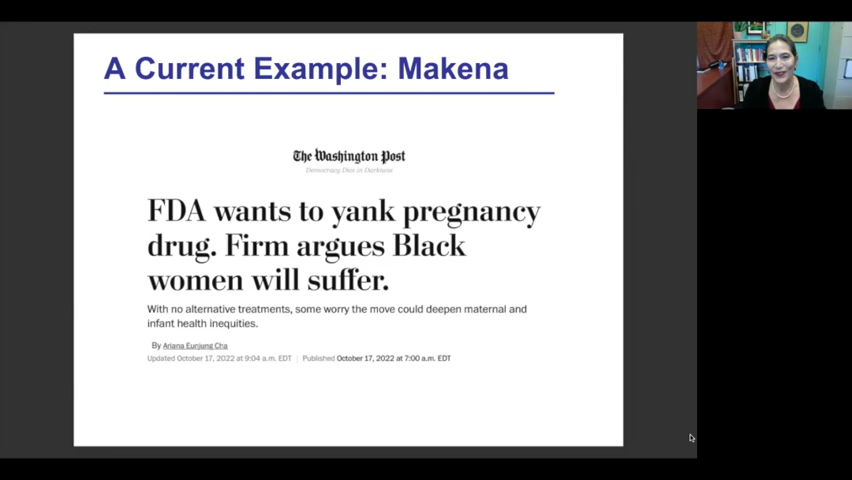 A Current Example: Makena
The Washington Post
Democracy Dies in Darkness
FDA wants to yank pregnancy
drug. Firm argues Black
women will suffer.
With no alternative treatments, some worry the move could deepen maternal and
infant health inequities.
By Ariana Eunjung Cha
Updated October 17, 2022 at 9:04 a.m. EDT | Published October 17, 2022 at 7:00 a.m. EDT